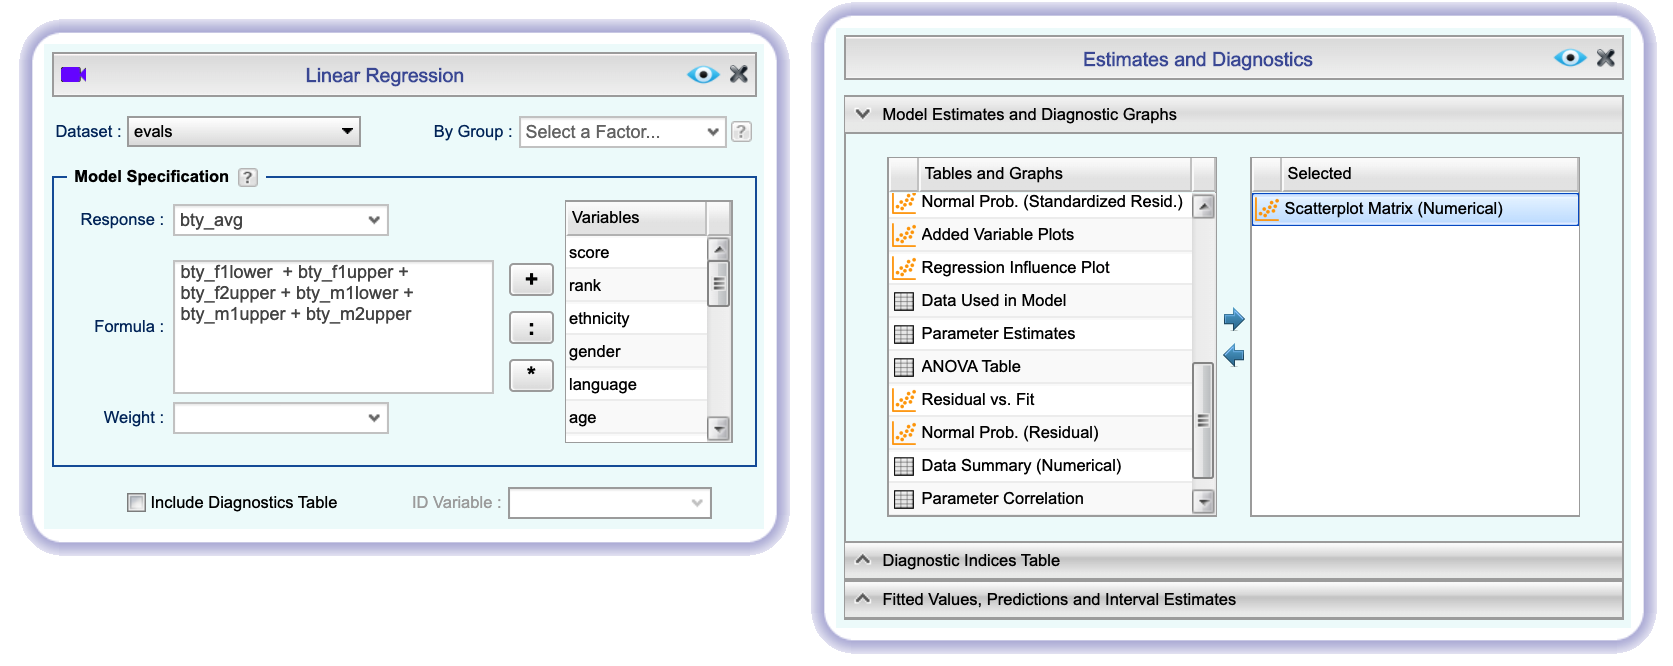 Linear Regression
Dataset : evals By Group : Select a Factor... ?
Model Specification ?
Response : bty_avg
Formula : bty_f1lower + bty_f1upper +
bty_f2upper + bty_m1lower +
bty_m1upper + bty_m2upper
+
:
*
Variables
score
rank
ethnicity
gender
language
age
Weight :
Include Diagnostics Table ID Variable :
Estimates and Diagnostics
Model Estimates and Diagnostic Graphs
Tables and Graphs
Normal Prob. (Standardized Resid.)
Added Variable Plots
Regression Influence Plot
Data Used in Model
Parameter Estimates
ANOVA Table
Residual vs. Fit
Normal Prob. (Residual)
Data Summary (Numerical)
Parameter Correlation
Selected
Scatterplot Matrix (Numerical)
Diagnostic Indices Table
Fitted Values, Predictions and Interval Estimates